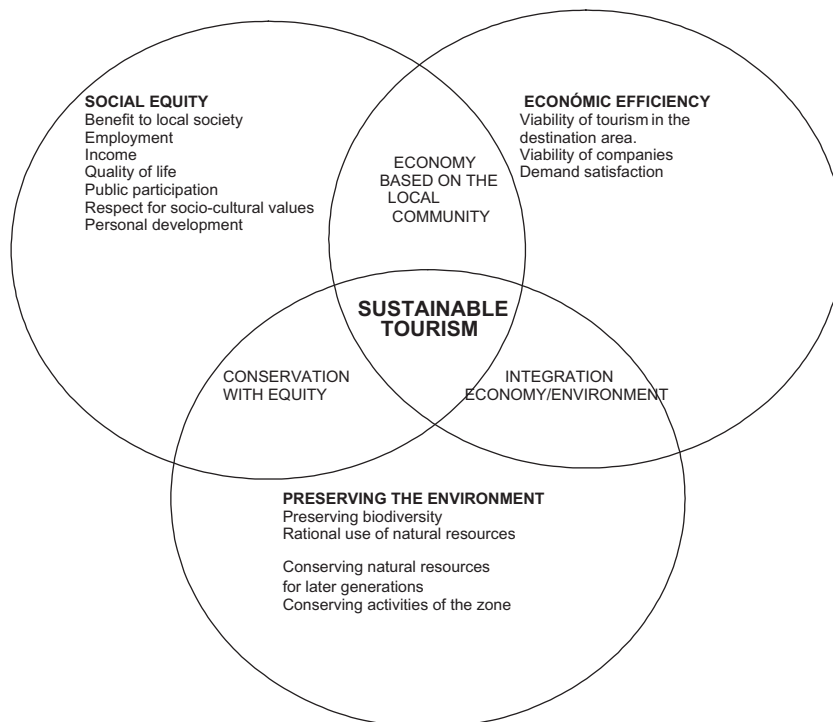 SOCIAL EQUITY
Benefit to local society
Employment
Income
Quality of life
Public participation
Respect for socio-cultural values
Personal development
ECONÓMIC EFFICIENCY
Viability of tourism in the
destination area.
Viability of companies
Demand satisfaction
ECONOMY
BASED ON THE
LOCAL
COMMUNITY
SUSTAINABLE
TOURISM
CONSERVATION
WITH EQUITY
INTEGRATION
ECONOMY/ENVIRONMENT
PRESERVING THE ENVIRONMENT
Preserving biodiversity
Rational use of natural resources
Conserving natural resources
for later generations
Conserving activities of the zone